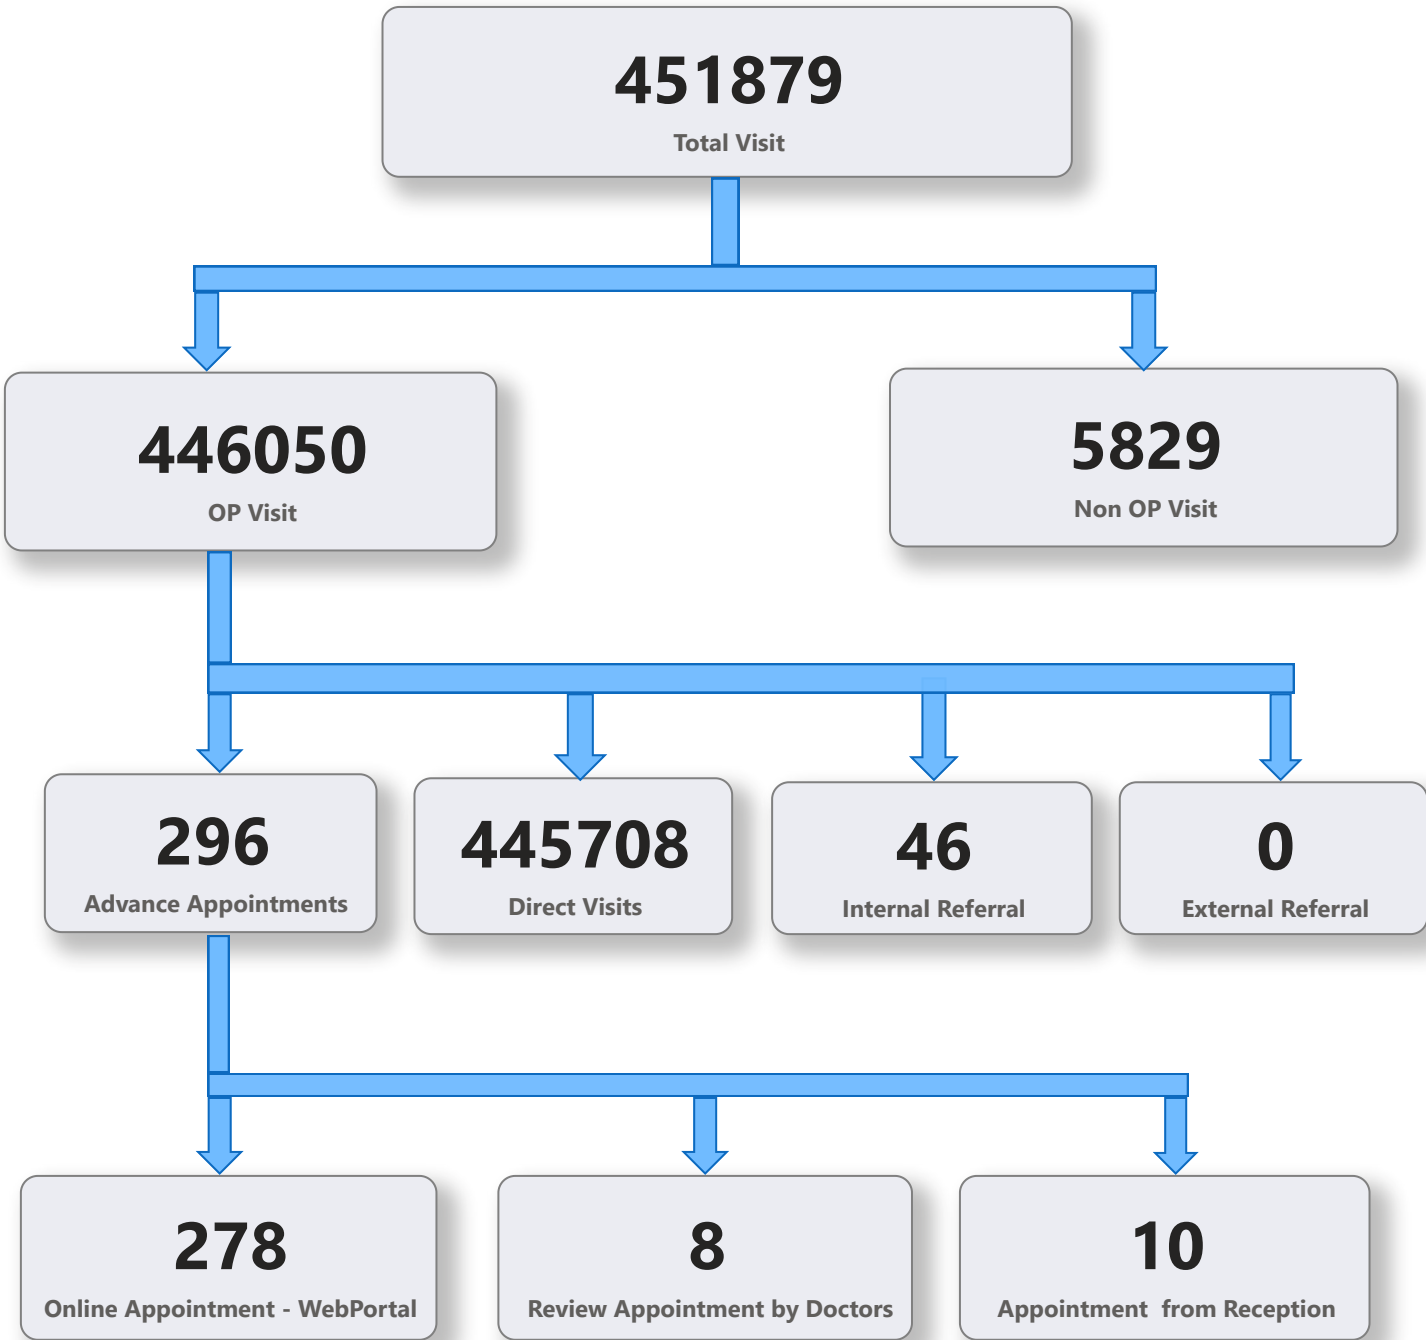 451879
Total Visit
446050
OP Visit
5829
Non OP Visit
296
Advance Appointments
445708
Direct Visits
46
Internal Referral
0
External Referral
278
Online Appointment - WebPortal
8
Review Appointment by Doctors
10
Appointment  from Reception